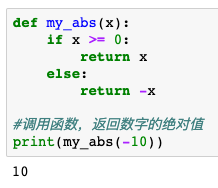 def my_abs(x):
    if x >= 0:
        return x
    else:
        return -x
#调用函数，返回数字的绝对值
print(my_abs(-10))
10